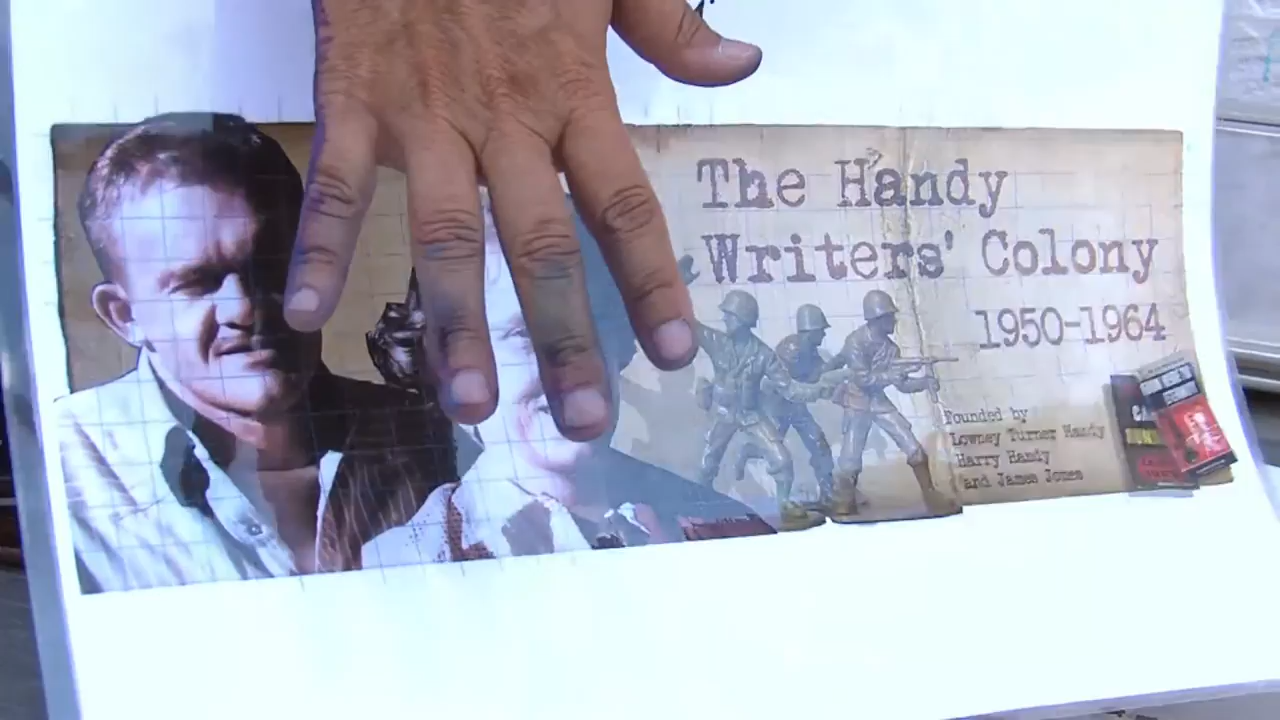 The Handy
Writers' Colony
1950-1964
Founded by
Lowney Turner Handy
Harry Handy
and James Jones